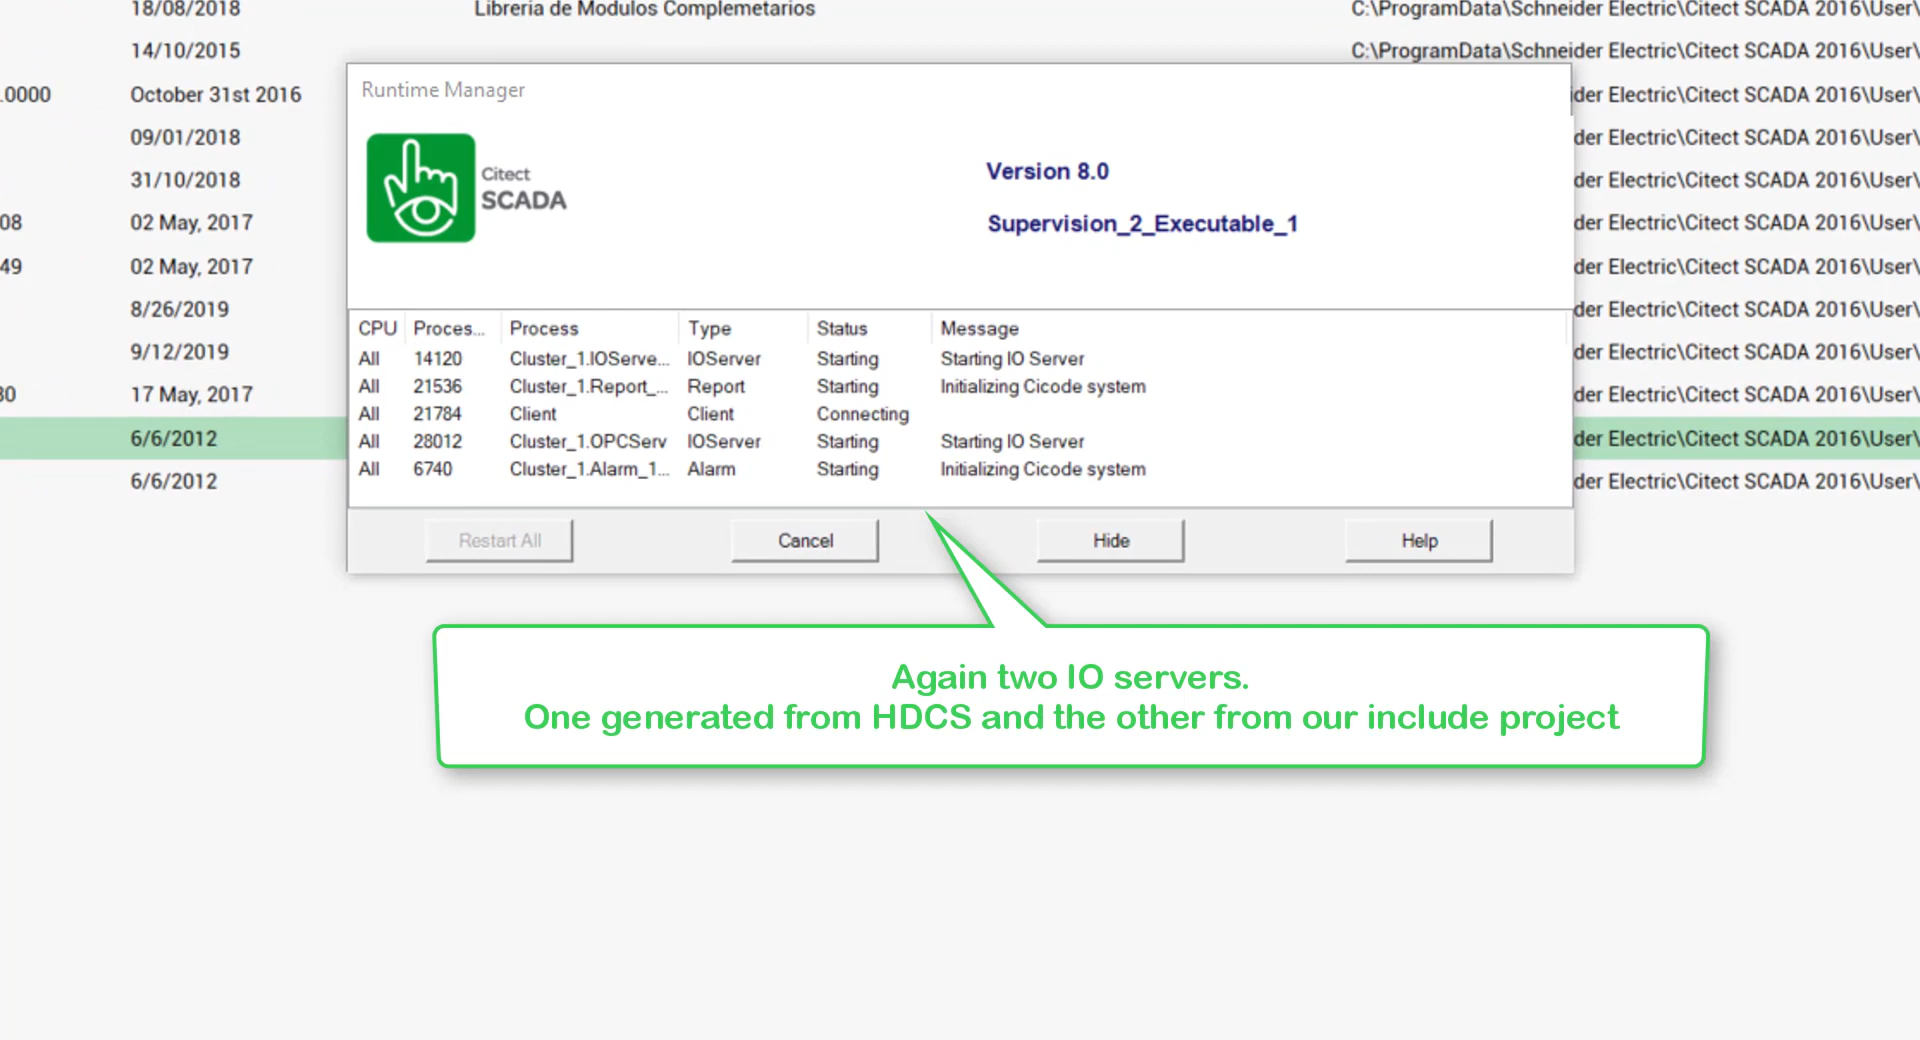 18/08/2018 Libreria de Modulos Complemetarios C:\ProgramData\Schneider Electric\Citect SCADA 2016\User\
14/10/2015 C:\ProgramData\Schneider Electric\Citect SCADA 2016\User\
.0000 October 31st 2016 ider Electric\Citect SCADA 2016\User\
09/01/2018 der Electric\Citect SCADA 2016\User\
31/10/2018 der Electric\Citect SCADA 2016\User\
08 02 May, 2017 der Electric\Citect SCADA 2016\User\
49 02 May, 2017 der Electric\Citect SCADA 2016\User\
8/26/2019 der Electric\Citect SCADA 2016\User\
9/12/2019 der Electric\Citect SCADA 2016\User\
30 17 May, 2017 der Electric\Citect SCADA 2016\User\
6/6/2012 der Electric\Citect SCADA 2016\User\
6/6/2012 der Electric\Citect SCADA 2016\User\
Runtime Manager
Citect
SCADA
Version 8.0
Supervision_2_Executable_1
CPU Proces... Process Type Status Message
All 14120 Cluster_1.IOServe... IOServer Starting Starting IO Server
All 21536 Cluster_1.Report_... Report Starting Initializing Cicode system
All 21784 Client Client Connecting
All 28012 Cluster_1.OPCServ IOServer Starting Starting IO Server
All 6740 Cluster_1.Alarm_1... Alarm Starting Initializing Cicode system
Restart All Cancel Hide Help
Again two IO servers.
One generated from HDCS and the other from our include project